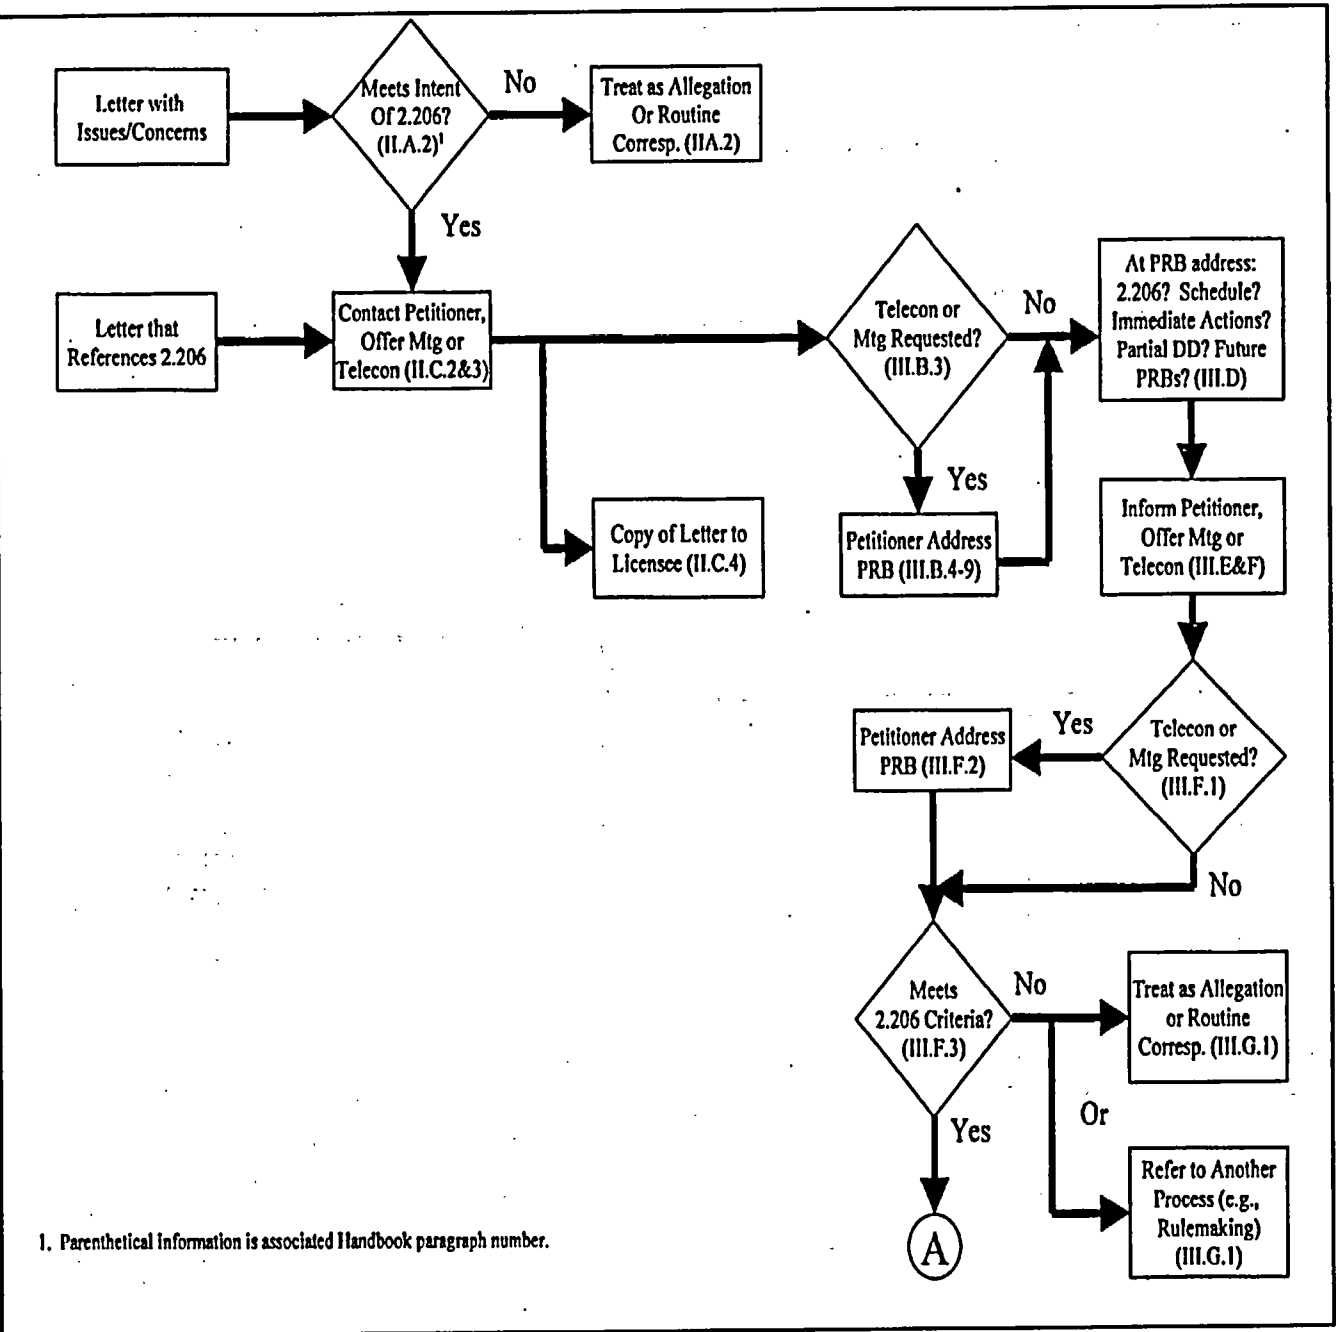 Letter with
Issues/Concerns
Meets Intent
Of 2.206?
(II.A.2)¹
No
Treat as Allegation
Or Routine
Corresp. (IIA.2)
Yes
Letter that
References 2.206
Contact Petitioner,
Offer Mtg or
Telecon (II.C.2&3)
Telecon or
Mtg Requested?
(III.B.3)
No
At PRB address:
2.206? Schedule?
Immediate Actions?
Partial DD? Future
PRBs? (III.D)
Yes
Copy of Letter to
Licensee (II.C.4)
Petitioner Address
PRB (III.B.4-9)
Inform Petitioner,
Offer Mtg or
Telecon (III.E&F)
Petitioner Address
PRB (III.F.2)
Yes
Telecon or
Mtg Requested?
(III.F.1)
No
Meets
2.206 Criteria?
(III.F.3)
No
Treat as Allegation
or Routine
Corresp. (III.G.1)
Or
Yes
Refer to Another
Process (e.g.,
Rulemaking)
(III.G.1)
A
1. Parenthetical Information is associated Handbook paragraph number.